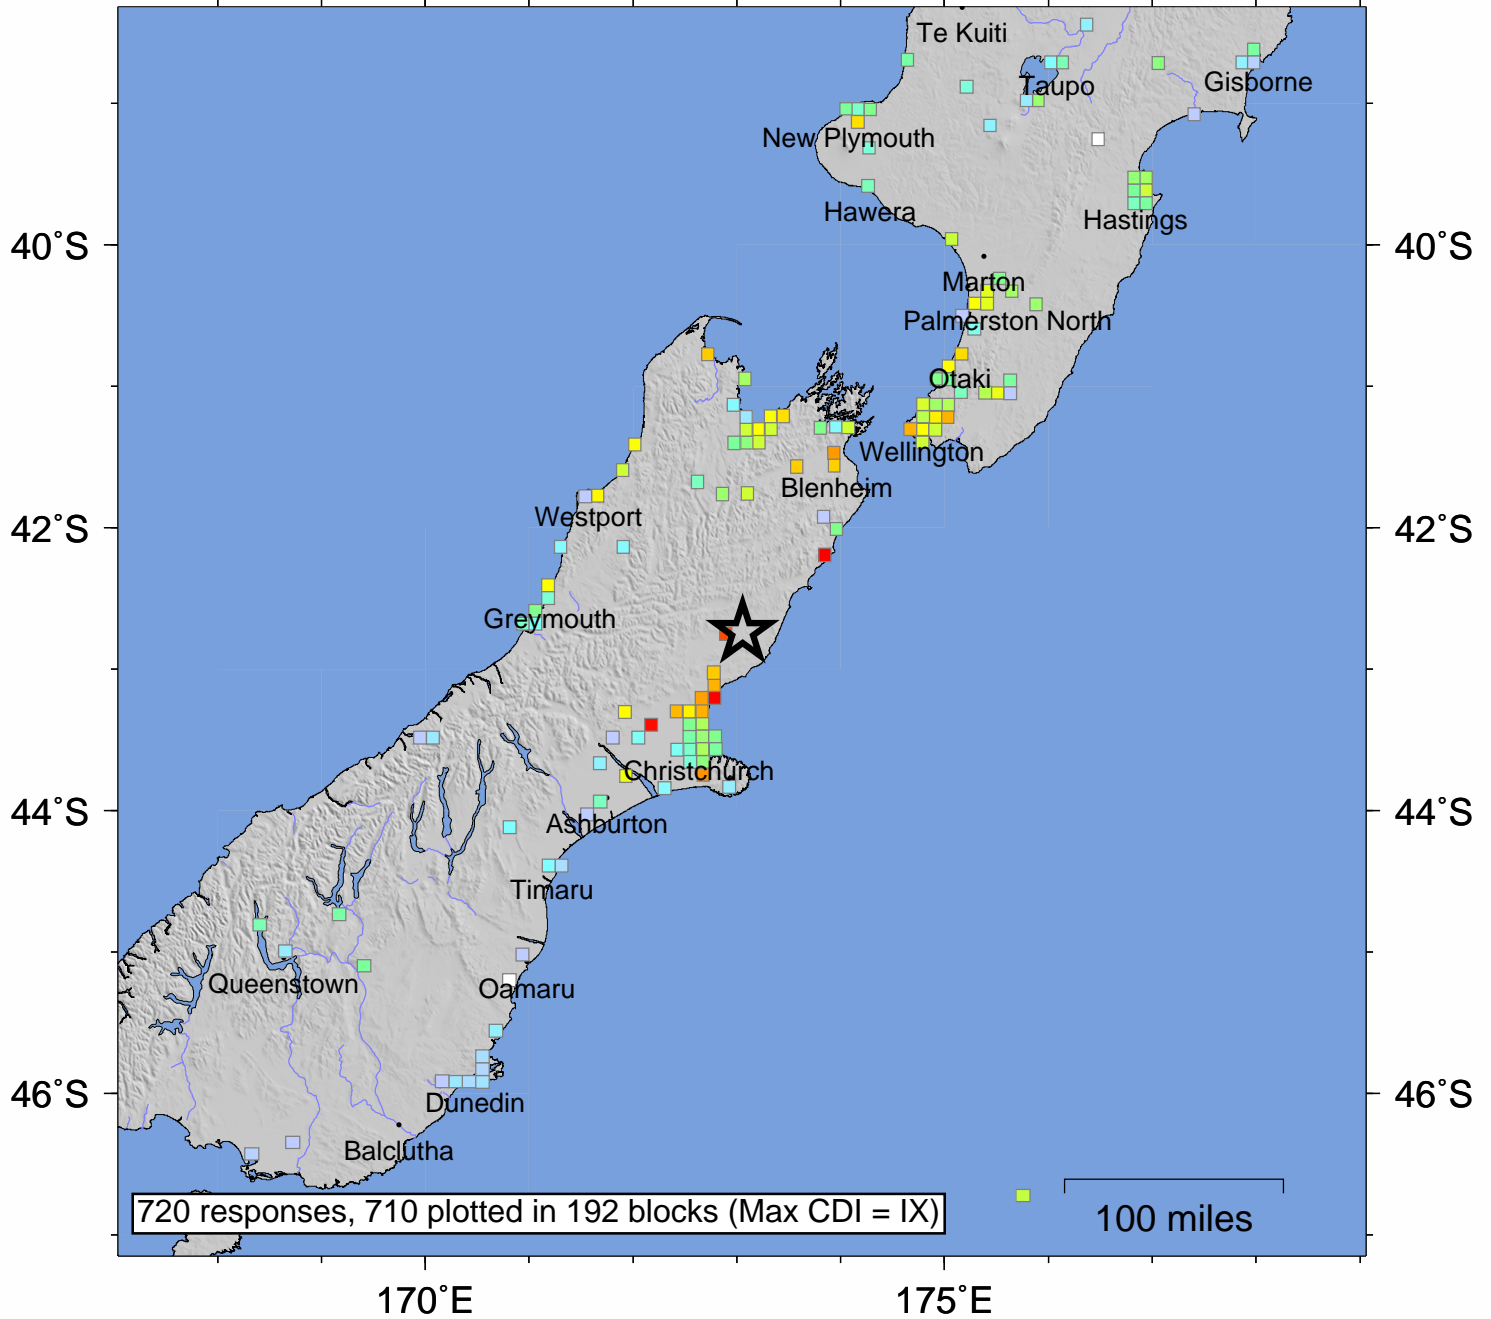 Te Kuiti
Taupo
Gisborne
New Plymouth
Hawera
Hastings
40˚S
40˚S
Marton
Palmerston North
Otaki
Wellington
Blenheim
Westport
42˚S
42˚S
Greymouth
Christchurch
44˚S
44˚S
Ashburton
Timaru
Queenstown
Oamaru
46˚S
46˚S
Dunedin
Balclutha
720 responses, 710 plotted in 192 blocks (Max CDI = IX)
100 miles
170˚E
175˚E